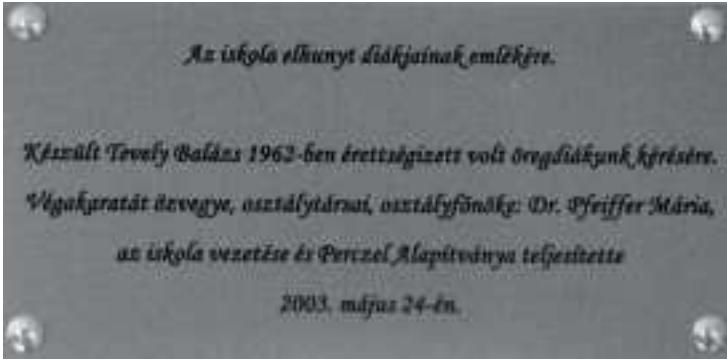 Az iskola elhunyt diákjainak emlékére.
Készült Tovely Balázs 1962-ben érettségizett volt öregdiákunk kérésére.
Végakaratát özvegye, osztálytársai, osztályfőnöke: Dr. Pfeiffer Mária,
az iskola vezetése és Perczel Alapítványa teljesítette
2003. május 24-én.